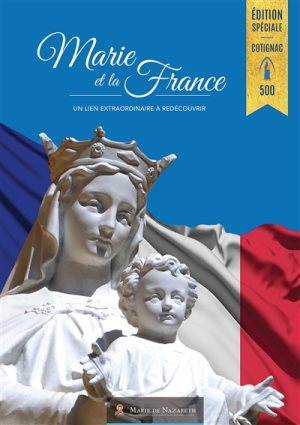 Marie
et la
France
UN LIEN EXTRAORDINAIRE À REDÉCOUVRIR
ÉDITION
SPÉCIALE
COTIGNAC
500
MARIE DE NAZARETH